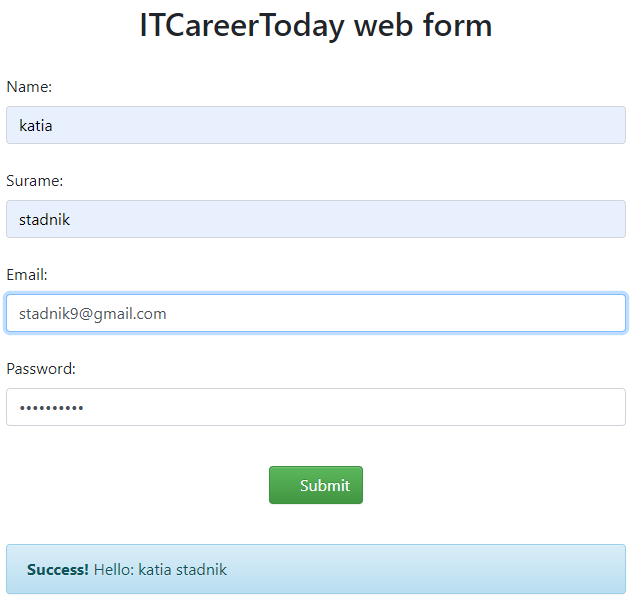 ITCareerToday web form
Name:
katia
Surame:
stadnik
Email:
stadnik9@gmail.com
Password:
••••••••••
Submit
Success! Hello: katia stadnik